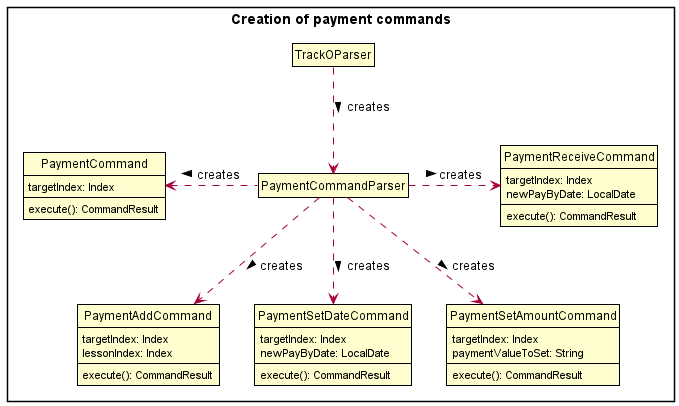 Creation of payment commands
TrackOParser
creates
PaymentCommand
targetIndex: Index
execute(): CommandResult
creates
PaymentCommandParser
creates
PaymentReceiveCommand
targetIndex: Index
newPayByDate: LocalDate
execute(): CommandResult
creates
creates
creates
PaymentAddCommand
targetIndex: Index
lessonIndex: Index
execute(): CommandResult
PaymentSetDateCommand
targetIndex: Index
newPayByDate: LocalDate
execute(): CommandResult
PaymentSetAmountCommand
targetIndex: Index
paymentValueToSet: String
execute(): CommandResult